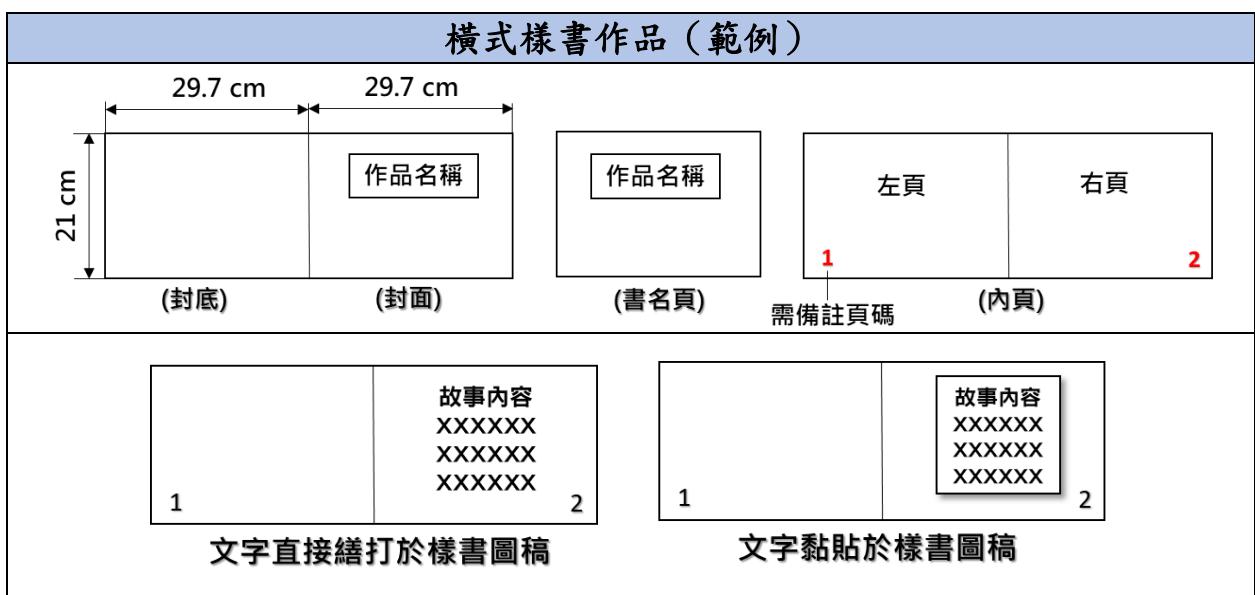 橫式樣書作品（範例）
29.7 cm
29.7 cm
21 cm
作品名稱
作品名稱
左頁
右頁
1
2
(封底)
(封面)
(書名頁)
需備註頁碼
(內頁)
故事內容
XXXXXX
XXXXXX
XXXXXX
1
2
文字直接繕打於樣書圖稿
故事內容
XXXXXX
XXXXXX
XXXXXX
1
2
文字黏貼於樣書圖稿